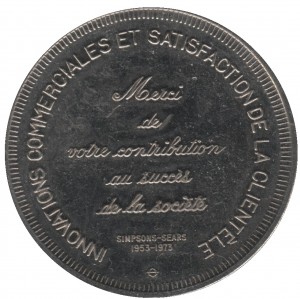 INNOVATIONS COMMERCIALES ET SATISFACTION DE LA CLIENTÈLE
Merci
de
votre contribution
au succès
de la société
SIMPSONS-SEARS
1953-1973